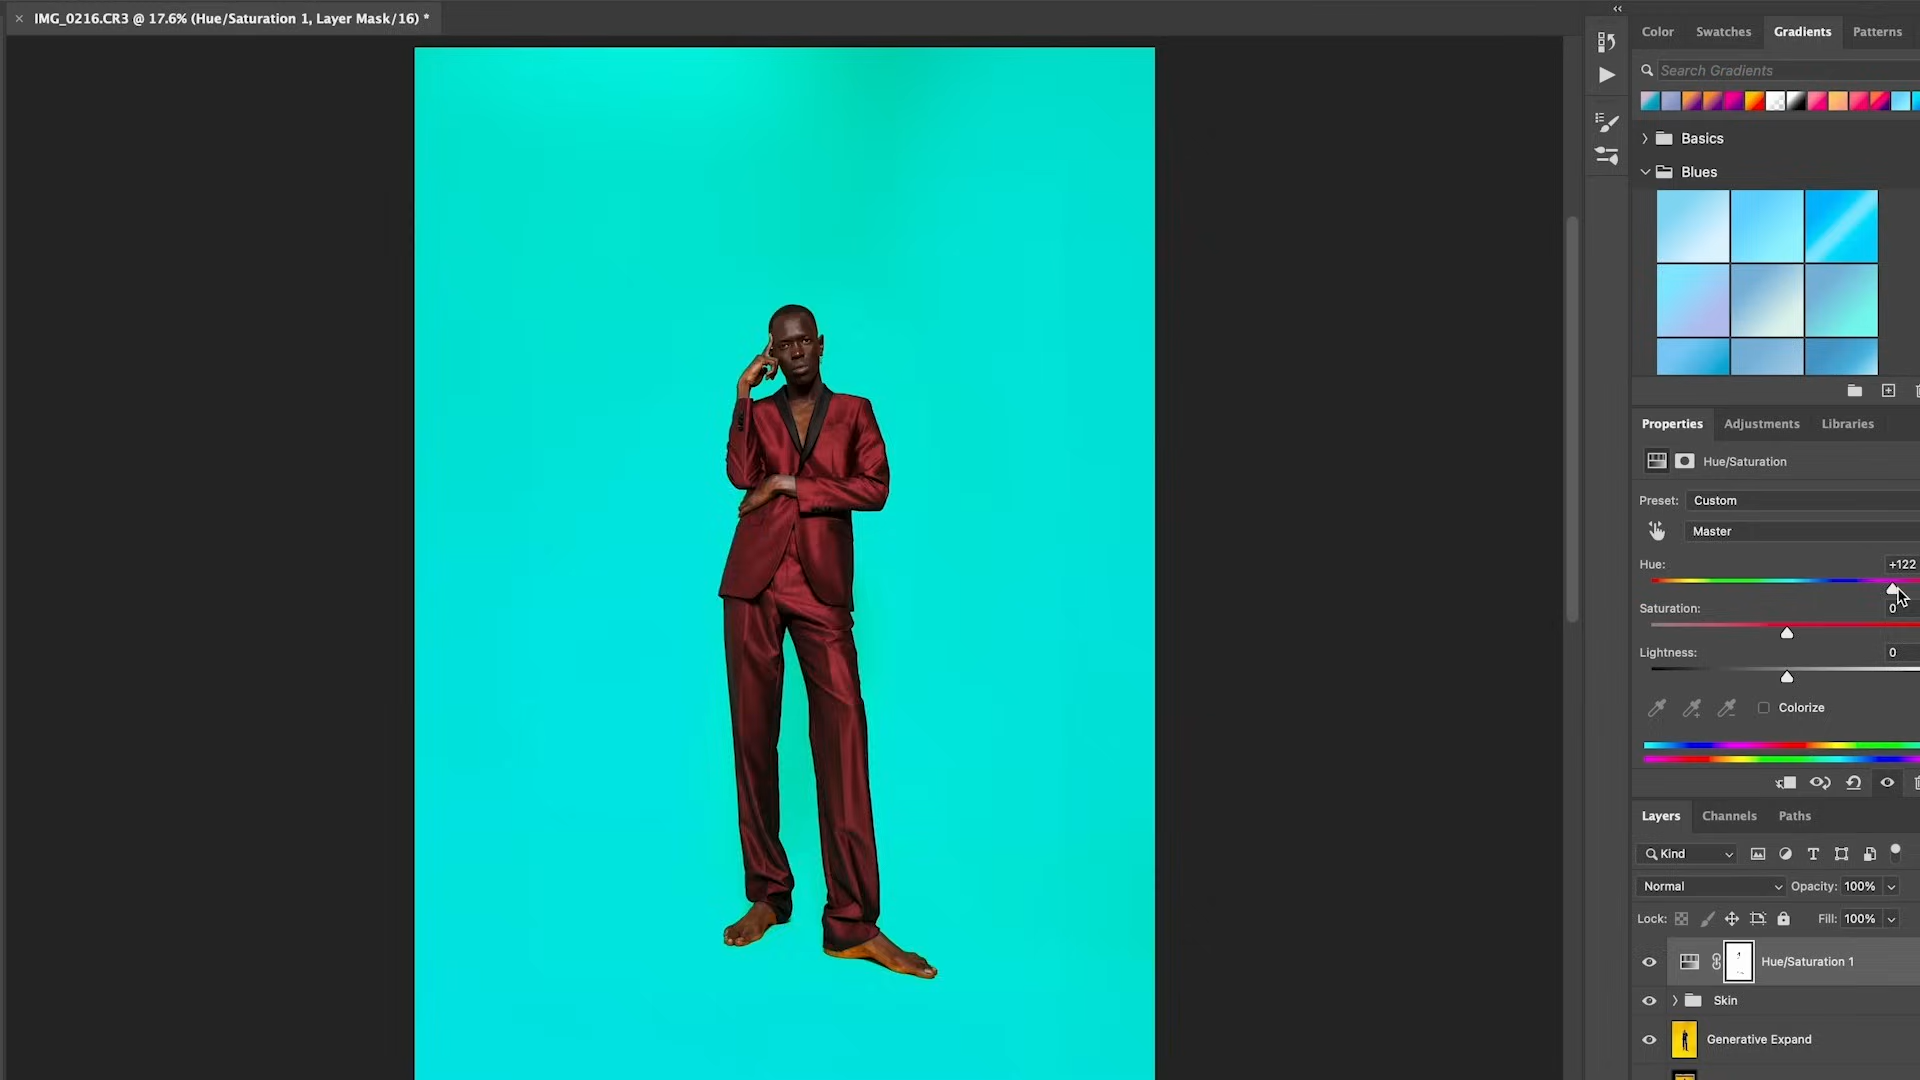 IMG_0216.CR3 @ 17.6% (Hue/Saturation 1, Layer Mask/16) *
Color Swatches Gradients Patterns
Search Gradients
Basics
Blues
Properties Adjustments Libraries
Hue/Saturation
Preset: Custom
Master
Hue: +122
Saturation: 0
Lightness: 0
Colorize
Layers Channels Paths
Kind
Normal Opacity: 100%
Lock: Fill: 100%
Hue/Saturation 1
Skin
Generative Expand